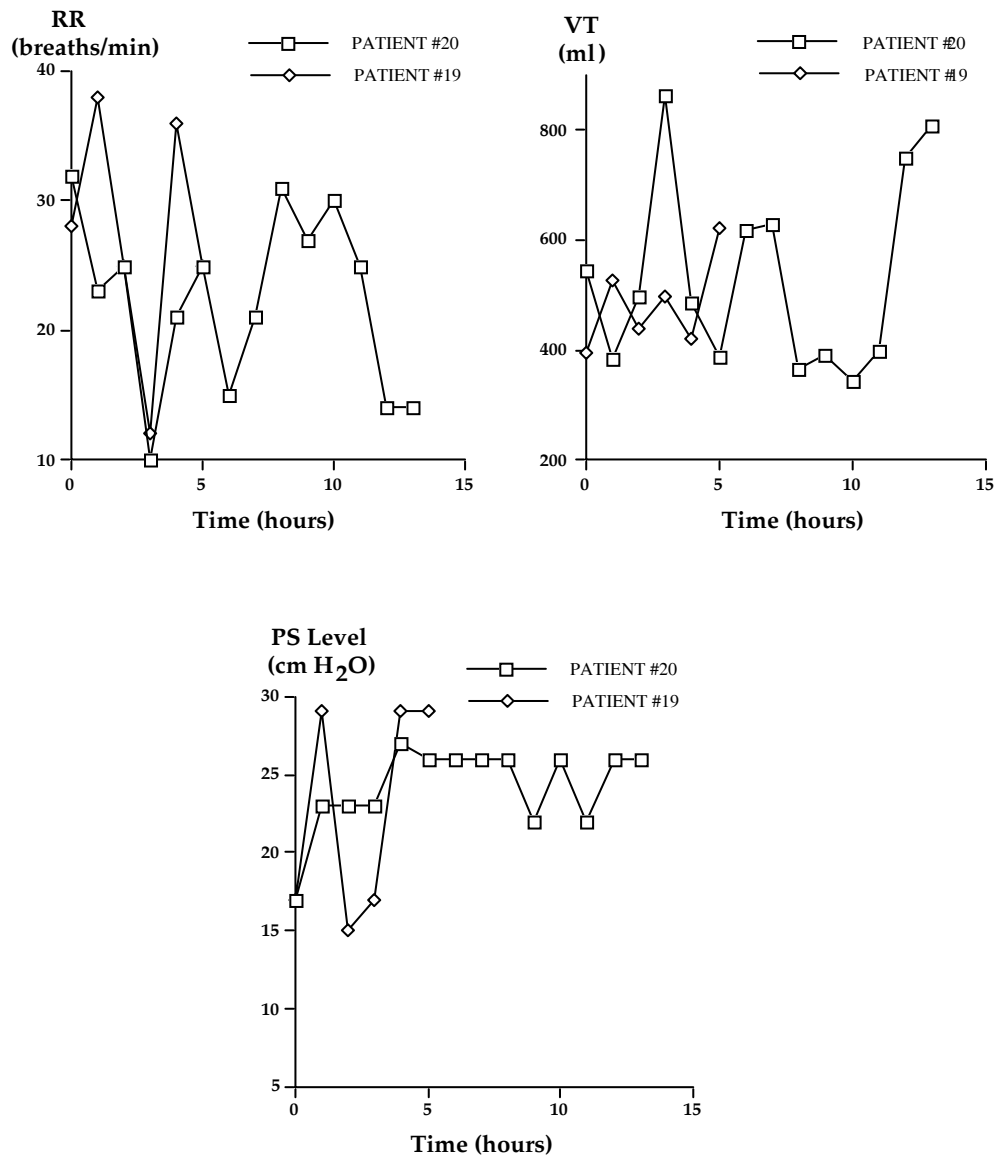 RR
(breaths/min)
PATIENT #20
PATIENT #19
40
30
20
10
0
5
10
15
Time (hours)
VT
(ml )
PATIENT #20
PATIENT #19
800
600
400
200
0
5
10
15
Time (hours)
PS Level
(cm H2O)
PATIENT #20
PATIENT #19
30
25
20
15
10
5
0
5
10
15
Time (hours)